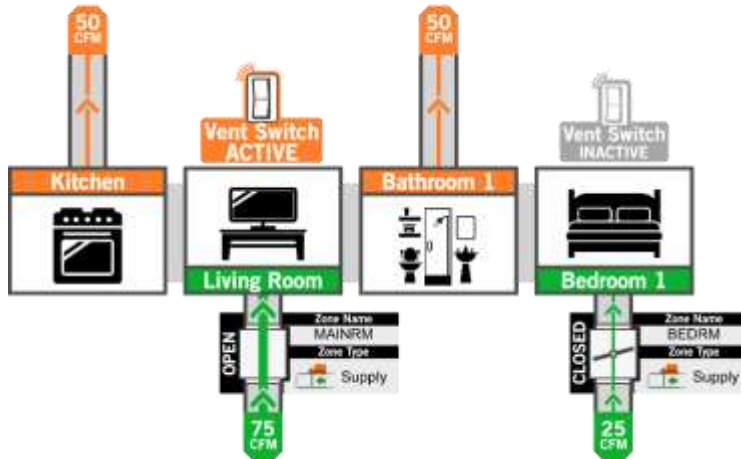 50
CFM
50
CFM
Vent Switch
ACTIVE
Vent Switch
INACTIVE
Kitchen
Bathroom 1
Living Room
Bedroom 1
OPEN
Zone Name
MAINRM
Zone Type
Supply
CLOSED
Zone Name
BEDRM
Zone Type
Supply
75
CFM
25
CFM